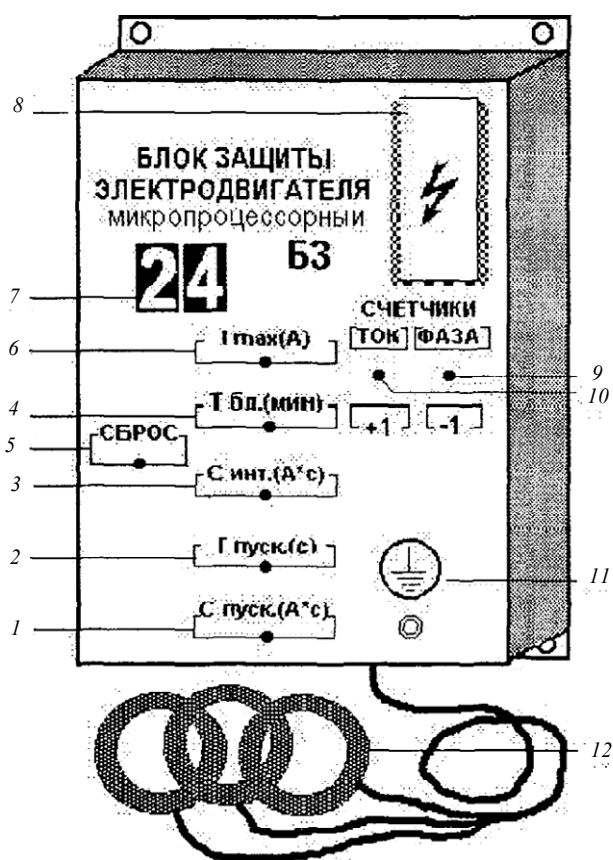 8
БЛОК ЗАЩИТЫ
ЭЛЕКТРОДВИГАТЕЛЯ
микропроцессорный
БЗ
24
7
СЧЕТЧИКИ
ТОК ФАЗА
6
I max(A)
9
10
4
T бл.(мин)
+1 -1
5
СБРОС
3
С инт.(А*с)
2
Т пуск.(с)
11
1
С пуск.(А*с)
12